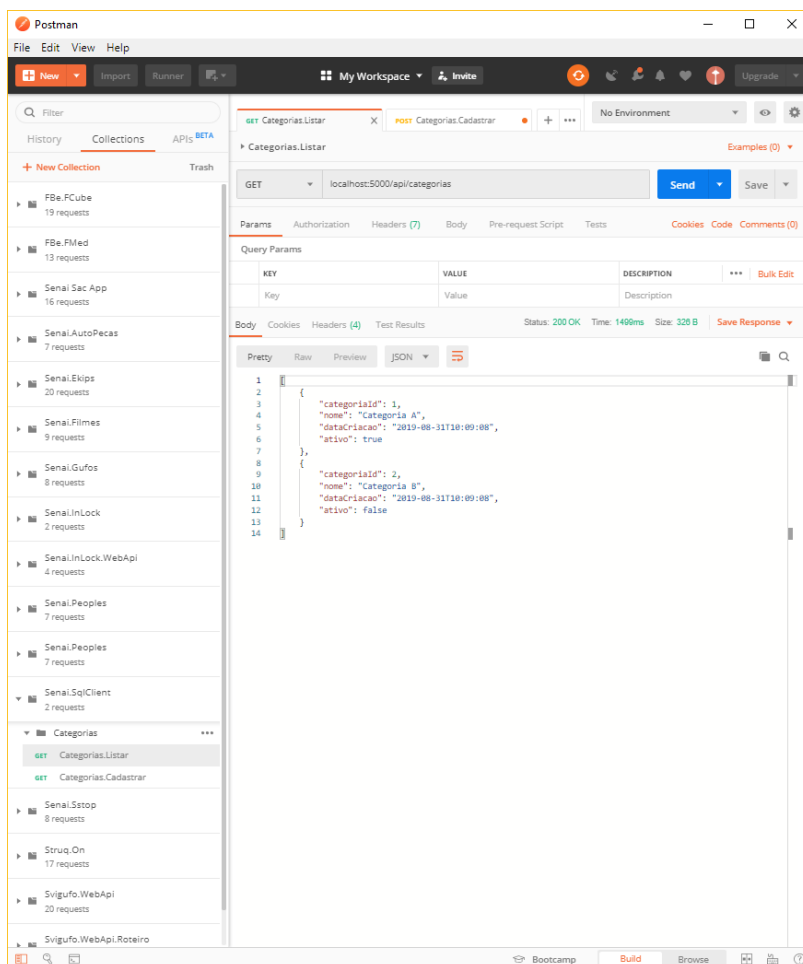 Postman
File Edit View Help
New Import Runner My Workspace Invite Upgrade
Filter
History Collections APIs BETA
+ New Collection Trash
FBe.FCube
19 requests
FBe.FMed
13 requests
Senai Sac App
16 requests
Senai.AutoPecas
7 requests
Senai.Ekips
20 requests
Senai.Filmes
9 requests
Senai.Gufos
8 requests
Senai.InLock
2 requests
Senai.InLock.WebApi
4 requests
Senai.Peoples
7 requests
Senai.Peoples
7 requests
Senai.SqlClient
2 requests
Categorias
GET Categorias.Listar
GET Categorias.Cadastrar
Senai.Sstop
8 requests
Struq.On
17 requests
Svigufo.WebApi
20 requests
Svigufo.WebApi.Roteiro
GET Categorias.Listar X POST Categorias.Cadastrar + ••• No Environment
Categorias.Listar Examples (0)
GET localhost:5000/api/categorias Send Save
Params Authorization Headers (7) Body Pre-request Script Tests Cookies Code Comments (0)
Query Params
KEY VALUE DESCRIPTION ••• Bulk Edit
Key Value Description
Body Cookies Headers (4) Test Results Status: 200 OK Time: 1499ms Size: 326 B Save Response
Pretty Raw Preview JSON
1 [
2 {
3 "categoriaId": 1,
4 "nome": "Categoria A",
5 "dataCriacao": "2019-08-31T10:09:08",
6 "ativo": true
7 },
8 {
9 "categoriaId": 2,
10 "nome": "Categoria B",
11 "dataCriacao": "2019-08-31T10:09:08",
12 "ativo": false
13 }
14 ]
Bootcamp Build Browse